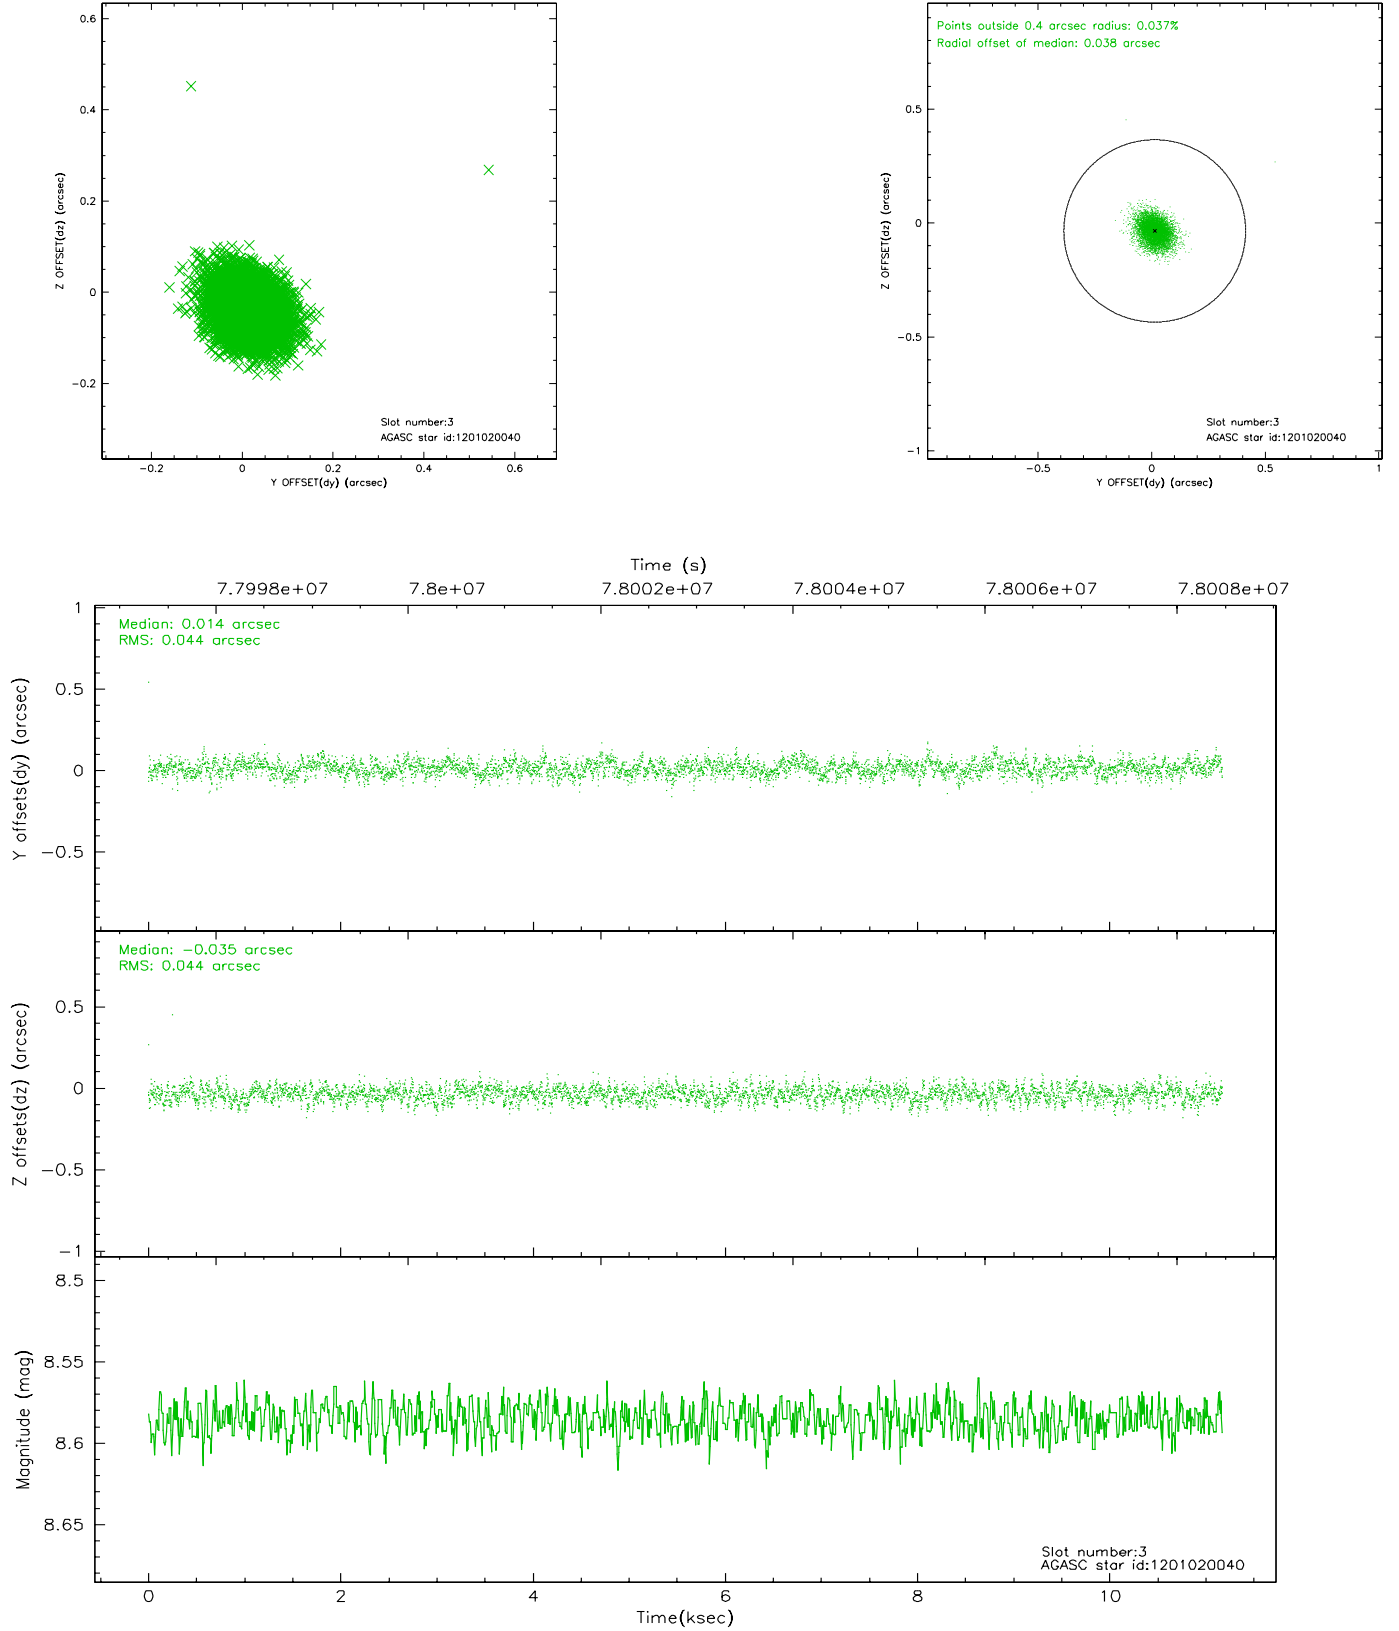 0.6
0.4
0.2
0
−0.2
Z OFFSET(dz) (arcsec)
−0.2 0 0.2 0.4 0.6
Y OFFSET(dy) (arcsec)
Slot number:3
AGASC star id:1201020040
Points outside 0.4 arcsec radius: 0.037%
Radial offset of median: 0.038 arcsec
0.5
0
−0.5
−1
Z OFFSET(dz) (arcsec)
−0.5 0 0.5 1
Y OFFSET(dy) (arcsec)
Slot number:3
AGASC star id:1201020040
Time (s)
7.7998e+07 7.8e+07 7.8002e+07 7.8004e+07 7.8006e+07 7.8008e+07
Median: 0.014 arcsec
RMS: 0.044 arcsec
1
0.5
0
−0.5
Y offsets(dy) (arcsec)
Median: −0.035 arcsec
RMS: 0.044 arcsec
0.5
0
−0.5
−1
Z offsets(dz) (arcsec)
8.5
8.55
8.6
8.65
Magnitude (mag)
Slot number:3
AGASC star id:1201020040
0 2 4 6 8 10
Time(ksec)